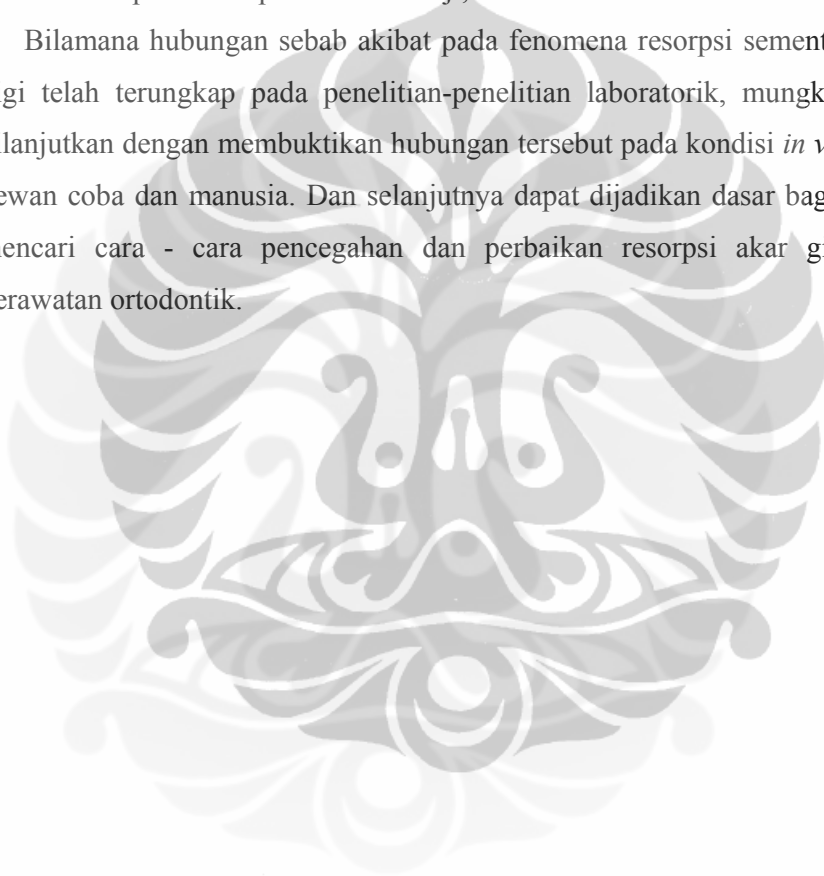 Bilamana hubungan sebab akibat pada fenomena resorpsi sement
gi telah terungkap pada penelitian-penelitian laboratorik, mungk
lanjutkan dengan membuktikan hubungan tersebut pada kondisi in v
ewan coba dan manusia. Dan selanjutnya dapat dijadikan dasar bag
encari cara - cara pencegahan dan perbaikan resorpsi akar g
erawatan ortodontik.